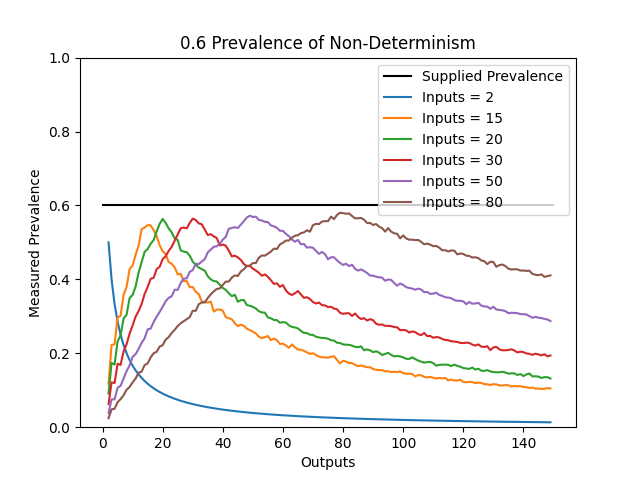 0.6 Prevalence of Non-Determinism
Measured Prevalence
1.0
0.8
0.6
0.4
0.2
0.0
Supplied Prevalence
Inputs = 2
Inputs = 15
Inputs = 20
Inputs = 30
Inputs = 50
Inputs = 80
0 20 40 60 80 100 120 140
Outputs